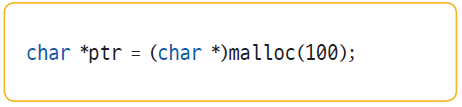 char *ptr = (char *)malloc(100);